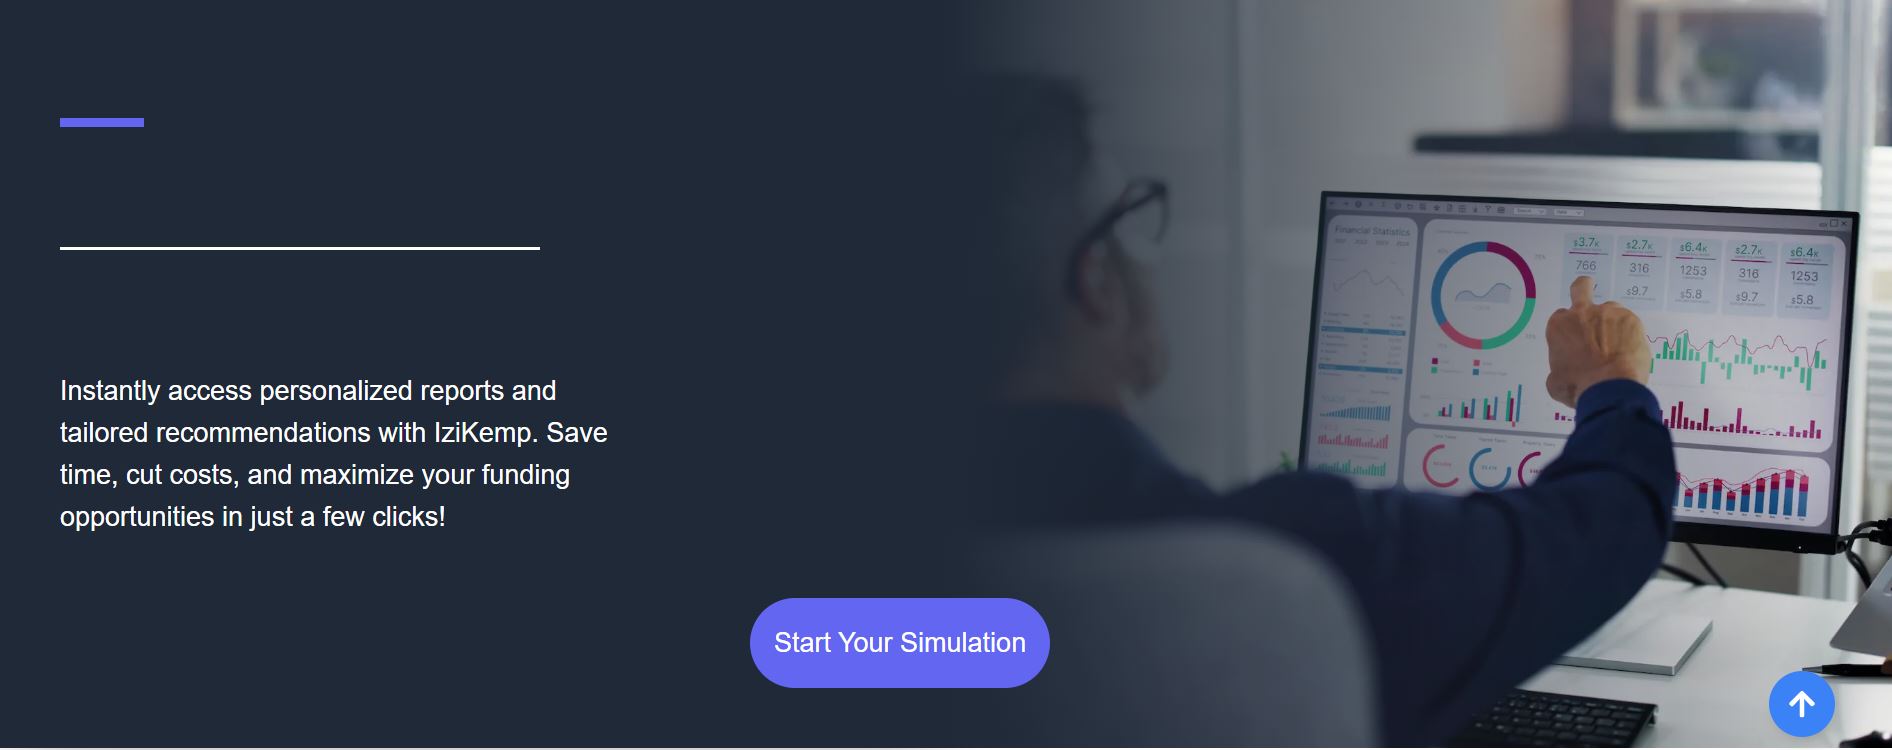 Instantly access personalized reports and
tailored recommendations with IziKemp. Save
time, cut costs, and maximize your funding
opportunities in just a few clicks!
Start Your Simulation
Financial Statistics
$3.7K
$2.7K
$6.4K
$2.7K
$6.4K
766
316
1253
316
1253
$9.7
$5.8
$9.7
$5.8